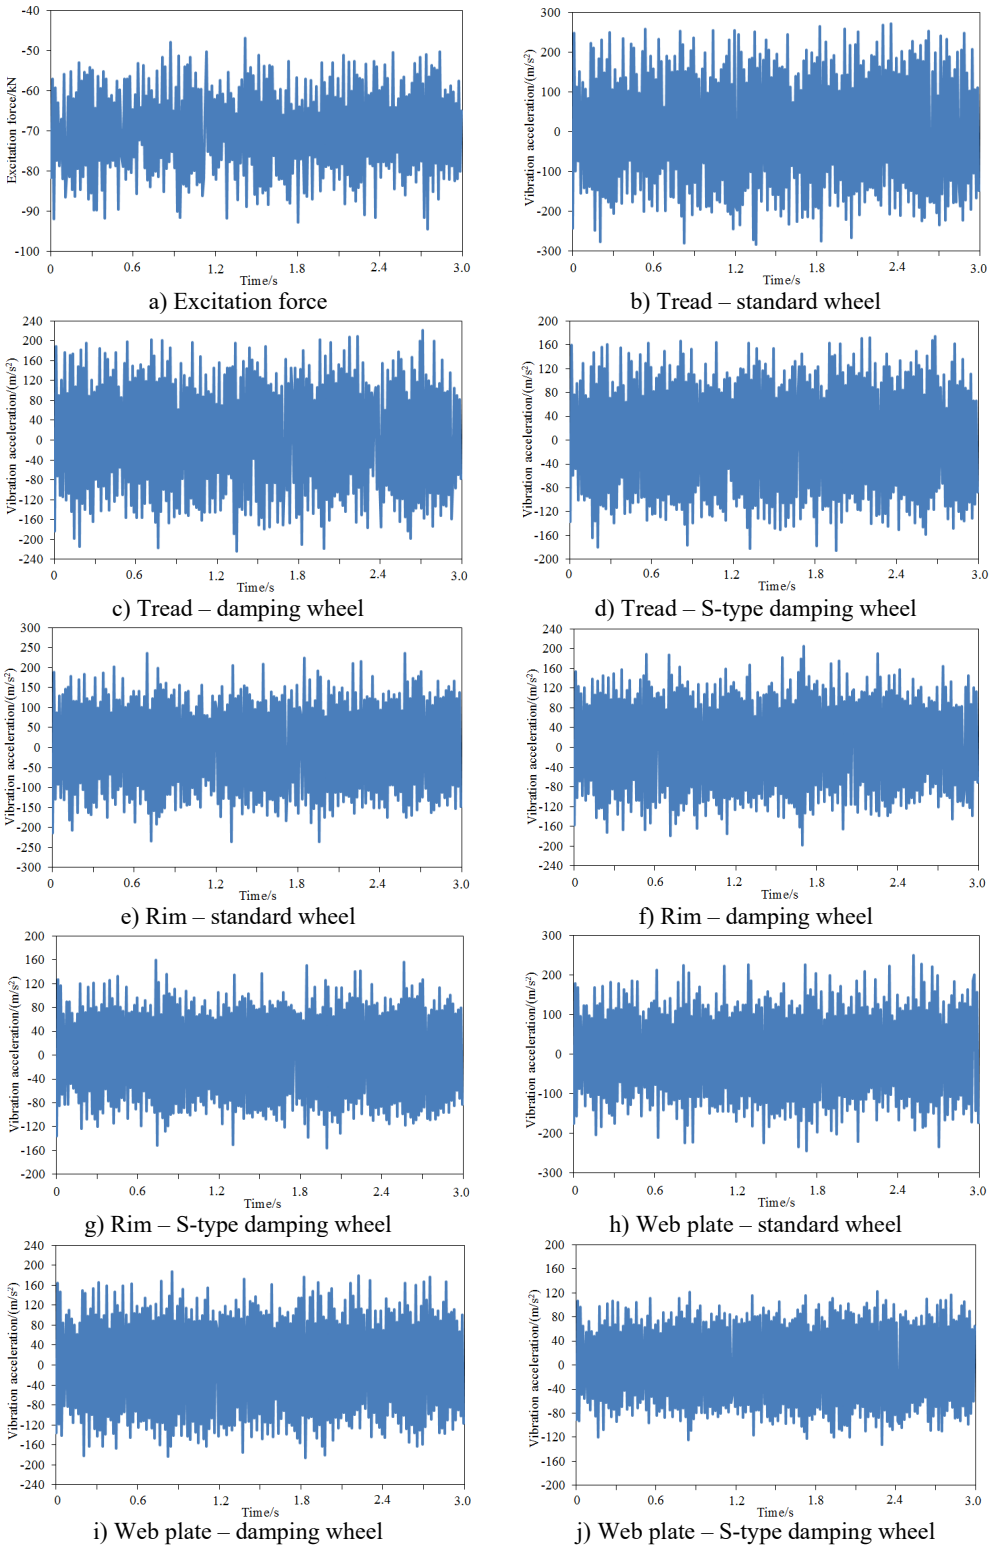 -40
-50
-60
-70
-80
-90
-100
Excitation force/kN
0 0.6 1.2 1.8 2.4 3.0
Time/s
a) Excitation force
300
200
100
0
-100
-200
-300
Vibration acceleration/(m/s²)
0 0.6 1.2 1.8 2.4 3.0
Time/s
b) Tread – standard wheel
240
200
160
120
80
40
0
-40
-80
-120
-160
-200
-240
Vibration acceleration/(m/s²)
0 0.6 1.2 1.8 2.4 3.0
Time/s
c) Tread – damping wheel
200
160
120
80
40
0
-40
-80
-120
-160
-200
Vibration acceleration/(m/s²)
0 0.6 1.2 1.8 2.4 3.0
Time/s
d) Tread – S-type damping wheel
300
250
200
150
100
50
0
-50
-100
-150
-200
-250
-300
Vibration acceleration/(m/s²)
0 0.6 1.2 1.8 2.4 3.0
Time/s
e) Rim – standard wheel
240
200
160
120
80
40
0
-40
-80
-120
-160
-200
-240
Vibration acceleration/(m/s²)
0 0.6 1.2 1.8 2.4 3.0
Time/s
f) Rim – damping wheel
200
160
120
80
40
0
-40
-80
-120
-160
-200
Vibration acceleration/(m/s²)
0 0.6 1.2 1.8 2.4 3.0
Time/s
g) Rim – S-type damping wheel
300
200
100
0
-100
-200
-300
Vibration acceleration/(m/s²)
0 0.6 1.2 1.8 2.4 3.0
Time/s
h) Web plate – standard wheel
240
200
160
120
80
40
0
-40
-80
-120
-160
-200
-240
Vibration acceleration/(m/s²)
0 0.6 1.2 1.8 2.4 3.0
Time/s
i) Web plate – damping wheel
200
160
120
80
40
0
-40
-80
-120
-160
-200
Vibration acceleration/(m/s²)
0 0.6 1.2 1.8 2.4 3.0
Time/s
j) Web plate – S-type damping wheel